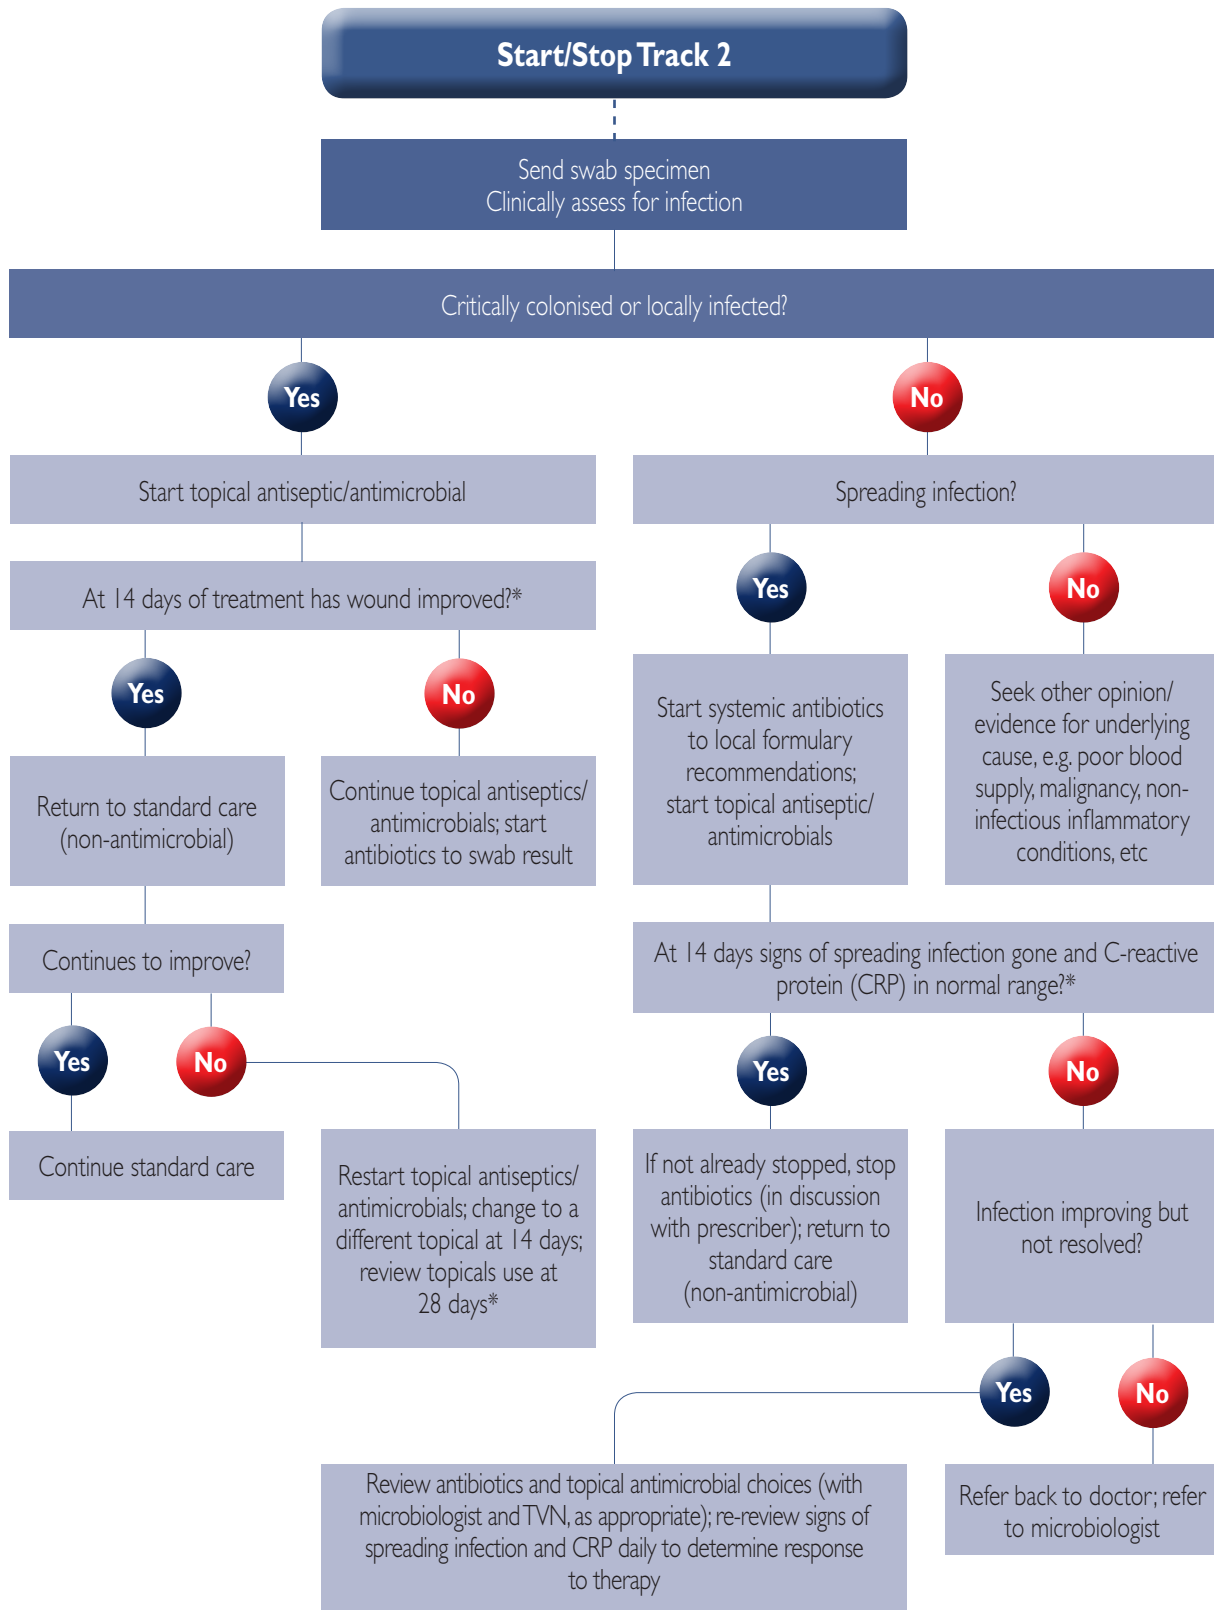 Start/Stop Track 2
Send swab specimen
Clinically assess for infection
Critically colonised or locally infected?
Yes
No
Start topical antiseptic/antimicrobial
Spreading infection?
At 14 days of treatment has wound improved?*
Yes
No
Yes
No
Return to standard care
(non-antimicrobial)
Continue topical antiseptics/
antimicrobials; start
antibiotics to swab result
Start systemic antibiotics
to local formulary
recommendations;
start topical antiseptic/
antimicrobials
Seek other opinion/
evidence for underlying
cause, e.g. poor blood
supply, malignancy, non-
infectious inflammatory
conditions, etc
Continues to improve?
At 14 days signs of spreading infection gone and C-reactive
protein (CRP) in normal range?*
Yes
No
Yes
No
Continue standard care
Restart topical antiseptics/
antimicrobials; change to a
different topical at 14 days;
review topicals use at
28 days*
If not already stopped, stop
antibiotics (in discussion
with prescriber); return to
standard care
(non-antimicrobial)
Infection improving but
not resolved?
Yes
No
Review antibiotics and topical antimicrobial choices (with
microbiologist and TVN, as appropriate); re-review signs of
spreading infection and CRP daily to determine response
to therapy
Refer back to doctor; refer
to microbiologist